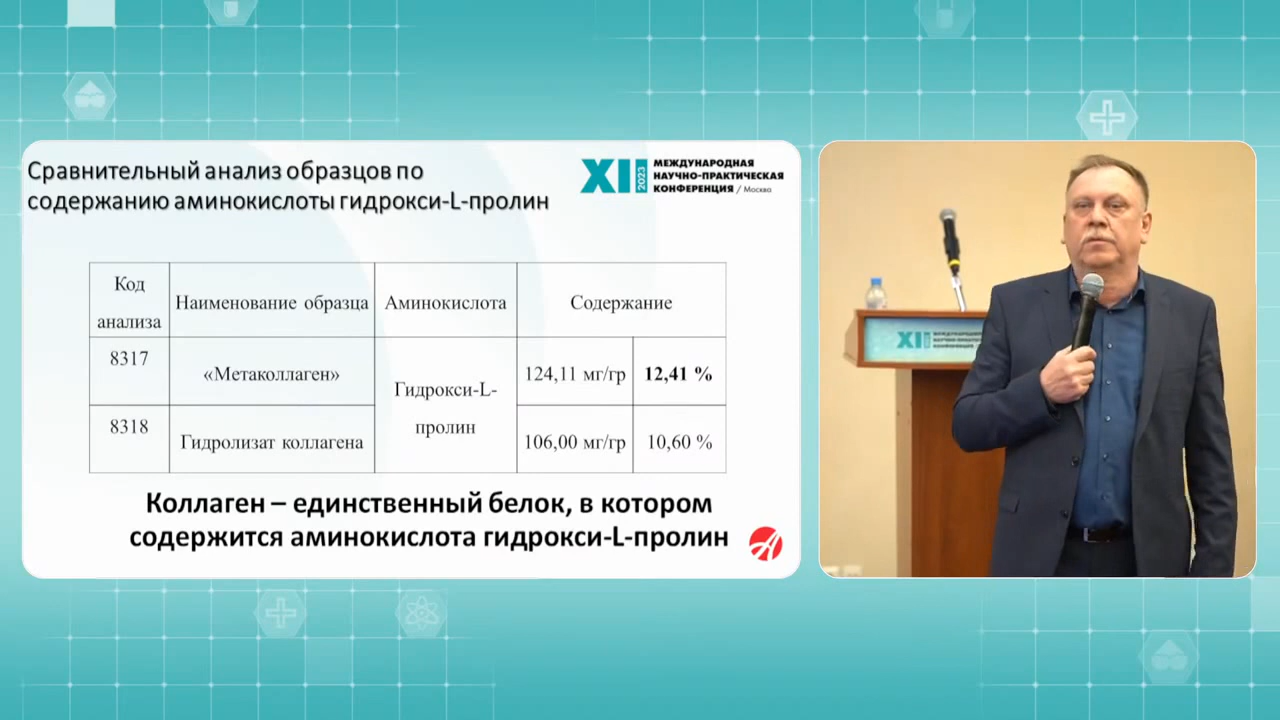 Сравнительный анализ образцов по
содержанию аминокислоты гидрокси-L-пролин
XII
2023
МЕЖДУНАРОДНАЯ
НАУЧНО-ПРАКТИЧЕСКАЯ
КОНФЕРЕНЦИЯ / Москва
Код
анализа
Наименование образца
Аминокислота
Содержание
8317
«Метаколлаген»
Гидрокси-L-
пролин
124,11 мг/гр
12,41 %
8318
Гидролизат коллагена
106,00 мг/гр
10,60 %
Коллаген – единственный белок, в котором
содержится аминокислота гидрокси-L-пролин
XII